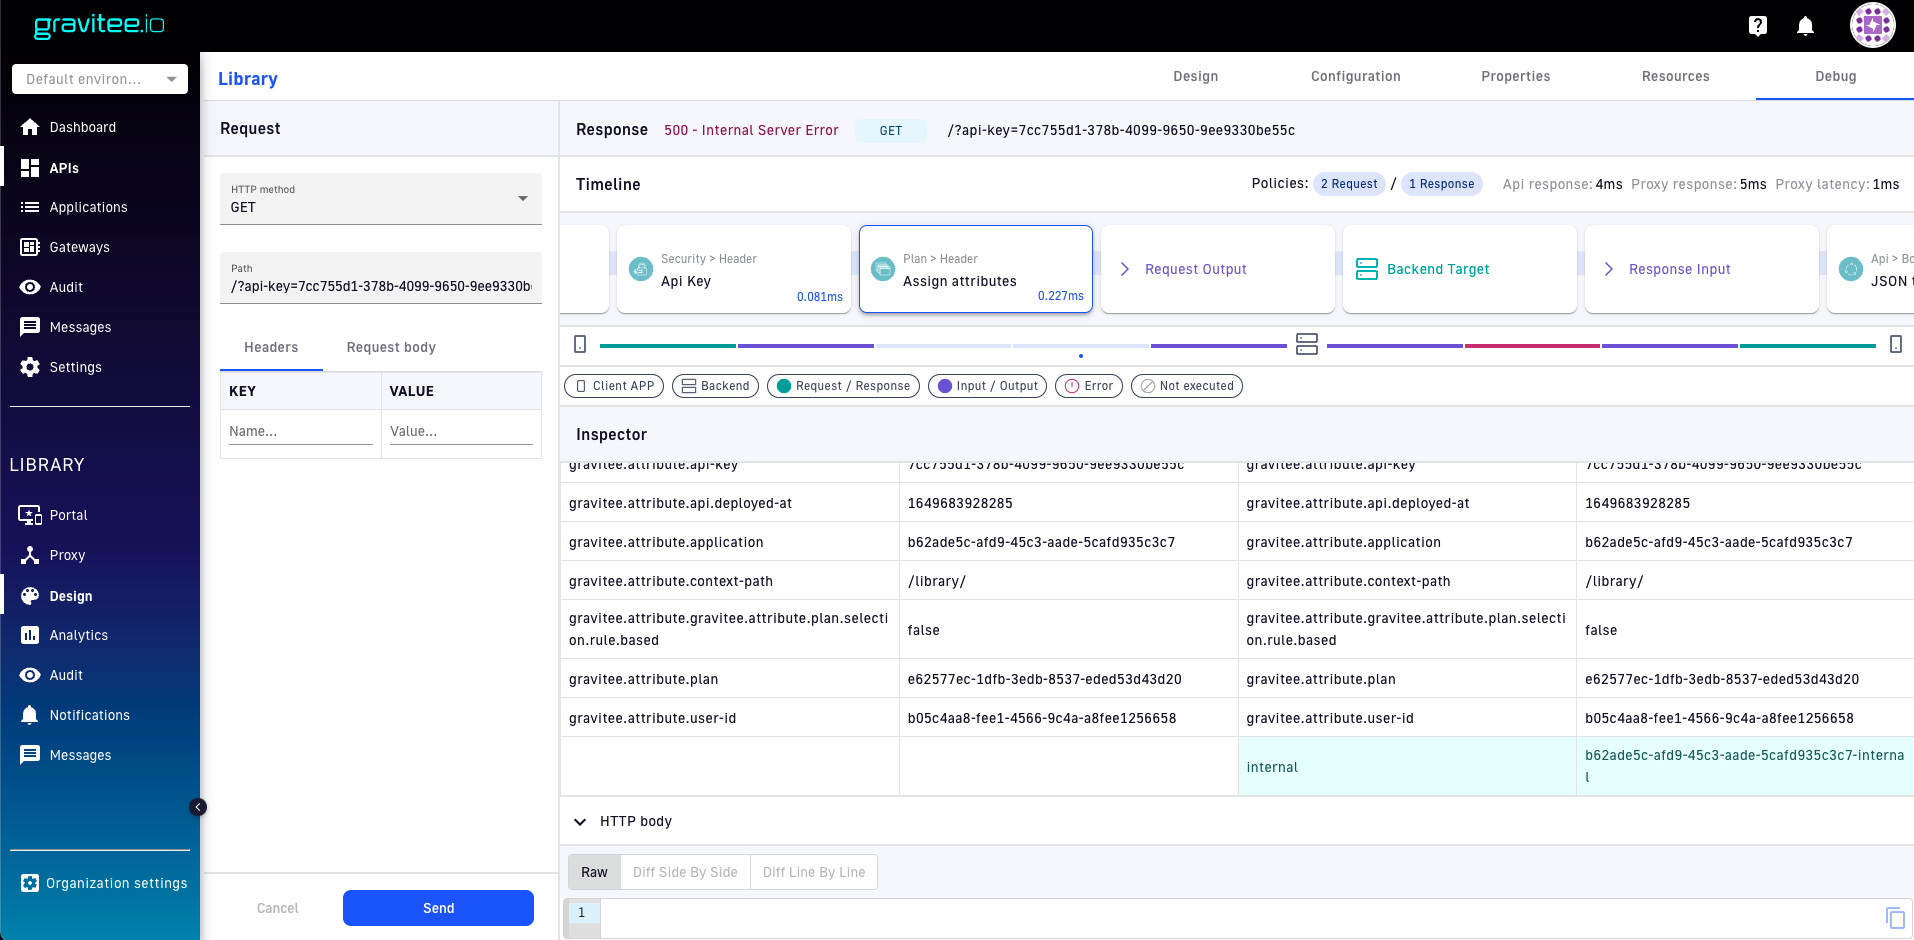 gravitee.io
Default environ...
Dashboard
APIs
Applications
Gateways
Audit
Messages
Settings
LIBRARY
Portal
Proxy
Design
Analytics
Audit
Notifications
Messages
Organization settings
Library
Design
Configuration
Properties
Resources
Debug
Request
HTTP method
GET
Path
/?api-key=7cc755d1-378b-4099-9650-9ee9330b
Headers
Request body
KEY
VALUE
Name...
Value...
Cancel
Send
Response 500 - Internal Server Error GET /?api-key=7cc755d1-378b-4099-9650-9ee9330be55c
Timeline
Policies: 2 Request / 1 Response Api response: 4ms Proxy response: 5ms Proxy latency: 1ms
Security > Header
Api Key
0.081ms
Plan > Header
Assign attributes
0.227ms
Request Output
Backend Target
Response Input
Api > Bo
JSON t
Client APP
Backend
Request / Response
Input / Output
Error
Not executed
Inspector
gravitee.attribute.api-key 7cc755d1-378b-4099-9650-9ee9330be55c gravitee.attribute.api-key 7cc755d1-378b-4099-9650-9ee9330be55c
gravitee.attribute.api.deployed-at 1649683928285 gravitee.attribute.api.deployed-at 1649683928285
gravitee.attribute.application b62ade5c-afd9-45c3-aade-5cafd935c3c7 gravitee.attribute.application b62ade5c-afd9-45c3-aade-5cafd935c3c7
gravitee.attribute.context-path /library/ gravitee.attribute.context-path /library/
gravitee.attribute.gravitee.attribute.plan.selecti
on.rule.based
false
gravitee.attribute.gravitee.attribute.plan.selecti
on.rule.based
false
gravitee.attribute.plan e62577ec-1dfb-3edb-8537-eded53d43d20 gravitee.attribute.plan e62577ec-1dfb-3edb-8537-eded53d43d20
gravitee.attribute.user-id b05c4aa8-fee1-4566-9c4a-a8fee1256658 gravitee.attribute.user-id b05c4aa8-fee1-4566-9c4a-a8fee1256658
internal
b62ade5c-afd9-45c3-aade-5cafd935c3c7-interna
l
HTTP body
Raw
Diff Side By Side
Diff Line By Line
1